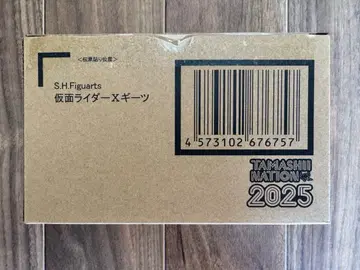 <伝票貼り位置>
S.H.Figuarts
仮面ライダーXギーツ
4 573102 676757
TAMASHII
NATION
2025